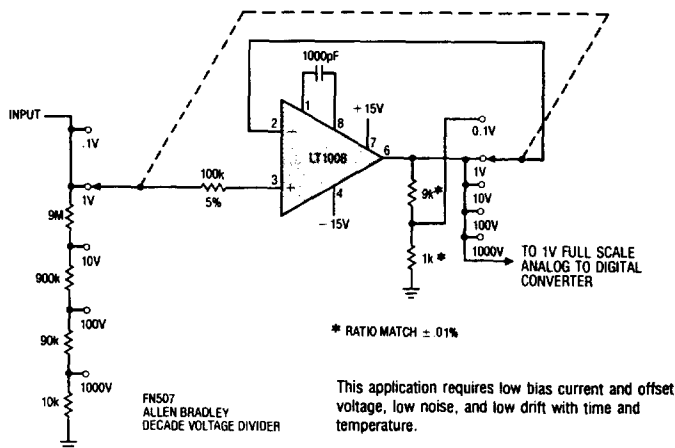 1000pF
INPUT
.1V
1V
9M
10V
900k
100V
90k
1000V
10k
100k
5%
2
3
−
+
1
8
LT1008
+15V
7
6
4
−15V
0.1V
1V
10V
100V
1000V
9k*
1k*
TO 1V FULL SCALE
ANALOG TO DIGITAL
CONVERTER
* RATIO MATCH ± .01%
FN507
ALLEN BRADLEY
DECADE VOLTAGE DIVIDER
This application requires low bias current and offset
voltage, low noise, and low drift with time and
temperature.